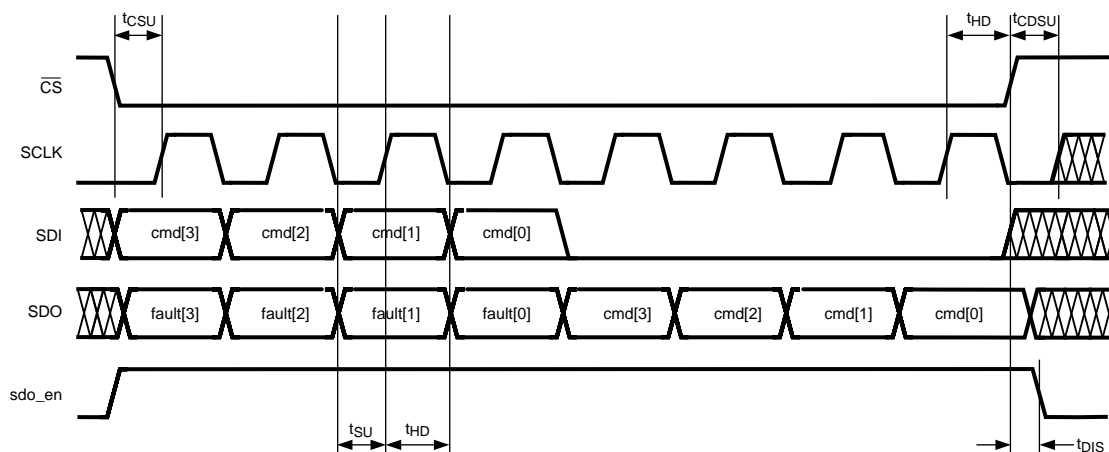 tCSU tHD tCDSU
CS
SCLK
SDI cmd[3] cmd[2] cmd[1] cmd[0]
SDO fault[3] fault[2] fault[1] fault[0] cmd[3] cmd[2] cmd[1] cmd[0]
sdo_en
tSU tHD tDIS